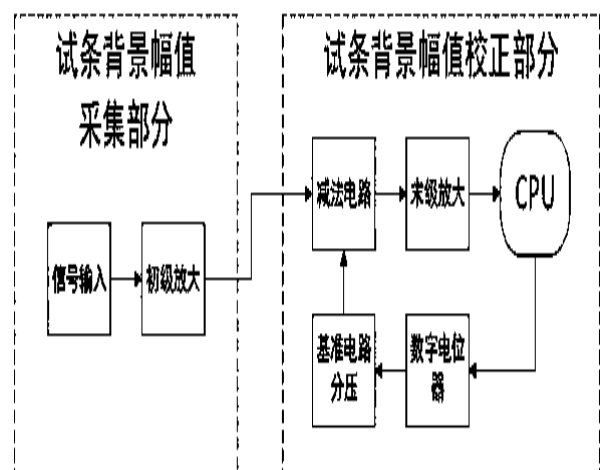 试条背景幅值
采集部分
试条背景幅值校正部分
信号输入
初级放大
减法电路
末级放大
CPU
基准电路
分压
数字电位
器